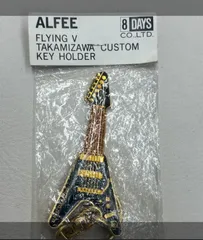 ALFEE
8 DAYS
CO.,LTD.
FLYING V
TAKAMIZAWA CUSTOM
KEY HOLDER